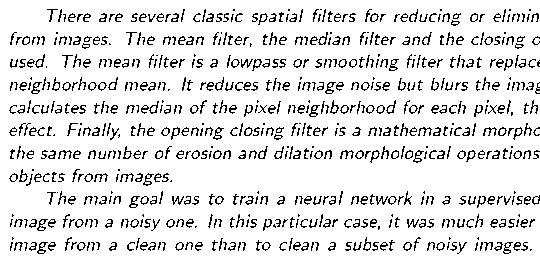 There are several classic spatial filters for reducing or elimin
from images. The mean filter, the median filter and the closing o
used. The mean filter is a lowpass or smoothing filter that replace
neighborhood mean. It reduces the image noise but blurs the imag
calculates the median of the pixel neighborhood for each pixel, th
effect. Finally, the opening closing filter is a mathematical morpho
the same number of erosion and dilation morphological operations
objects from images.
The main goal was to train a neural network in a supervised
image from a noisy one. In this particular case, it was much easier
image from a clean one than to clean a subset of noisy images.